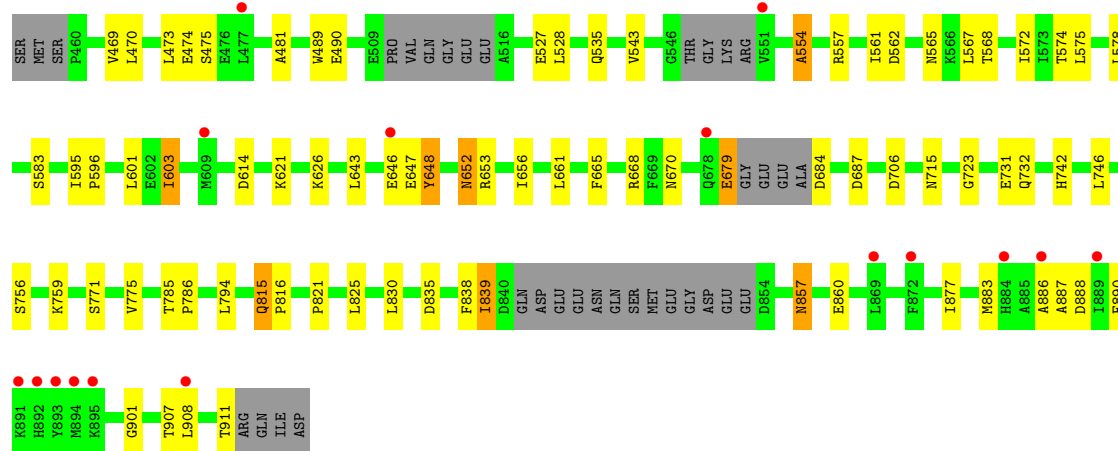 SER MET SER P460 V469 L470 L473 E474 S475 E476 L477 A481 W489 E490 E509 PRO VAL GLN GLY GLU GLU A516 E527 L528 Q535 V543 G546 THR GLY LYS ARG V551 A554 R557 I561 D562 N565 K566 L567 T568 I572 I573 T574 L575 L578
S583 I595 P596 L601 E602 I603 M609 D614 K621 K626 L643 E646 E647 Y648 N652 R653 I656 L661 F665 R668 F669 N670 Q678 E679 GLY GLU GLU ALA D684 D687 D706 N715 G723 E731 Q732 H742 L746
S756 K759 S771 V775 T785 P786 L794 Q815 P816 P821 L825 L830 D835 F838 I839 D840 GLN ASP GLU GLU ASN GLN SER MET GLU GLY ASP GLU GLU D854 N857 E860 L869 F872 I877 M883 H884 A885 A886 A887 D888 I889
K891 H892 Y893 M894 K895 G901 T907 L908 T911 ARG GLN ILE ASP